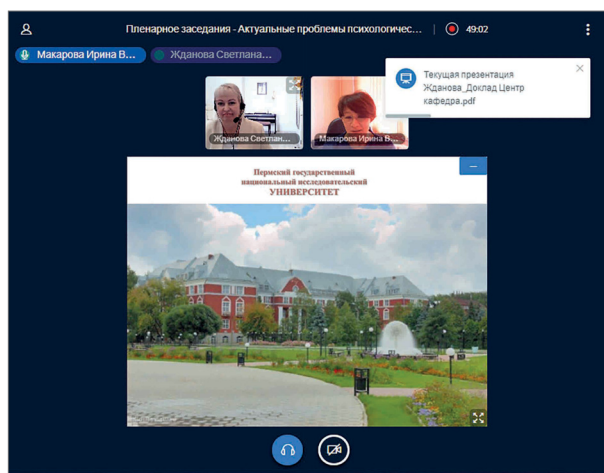 Пленарное заседания - Актуальные проблемы психологичес...
49:02
Макарова Ирина В...
Жданова Светлана...
Текущая презентация
Жданова_Доклад Центр
кафедра.pdf
Жданова Светлан...
Макарова Ирина В...
Пермский государственный
национальный исследовательский
УНИВЕРСИТЕТ